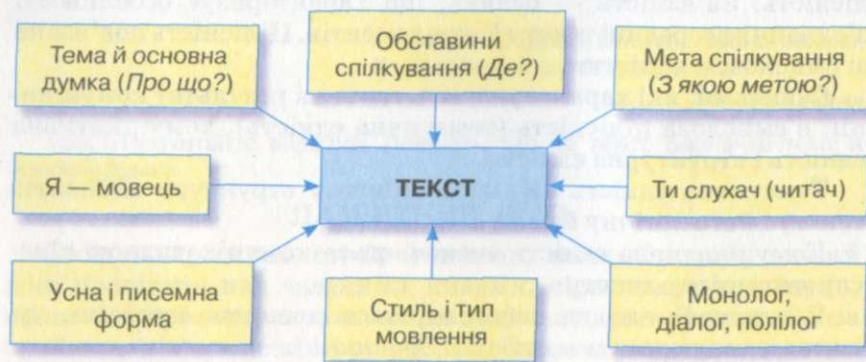 Тема й основна
думка (Про що?)
Обставини
спілкування (Де?)
Мета спілкування
(З якою метою?)
Я — мовець
ТЕКСТ
Ти слухач (читач)
Усна і писемна
форма
Стиль і тип
мовлення
Монолог,
діалог, полілог